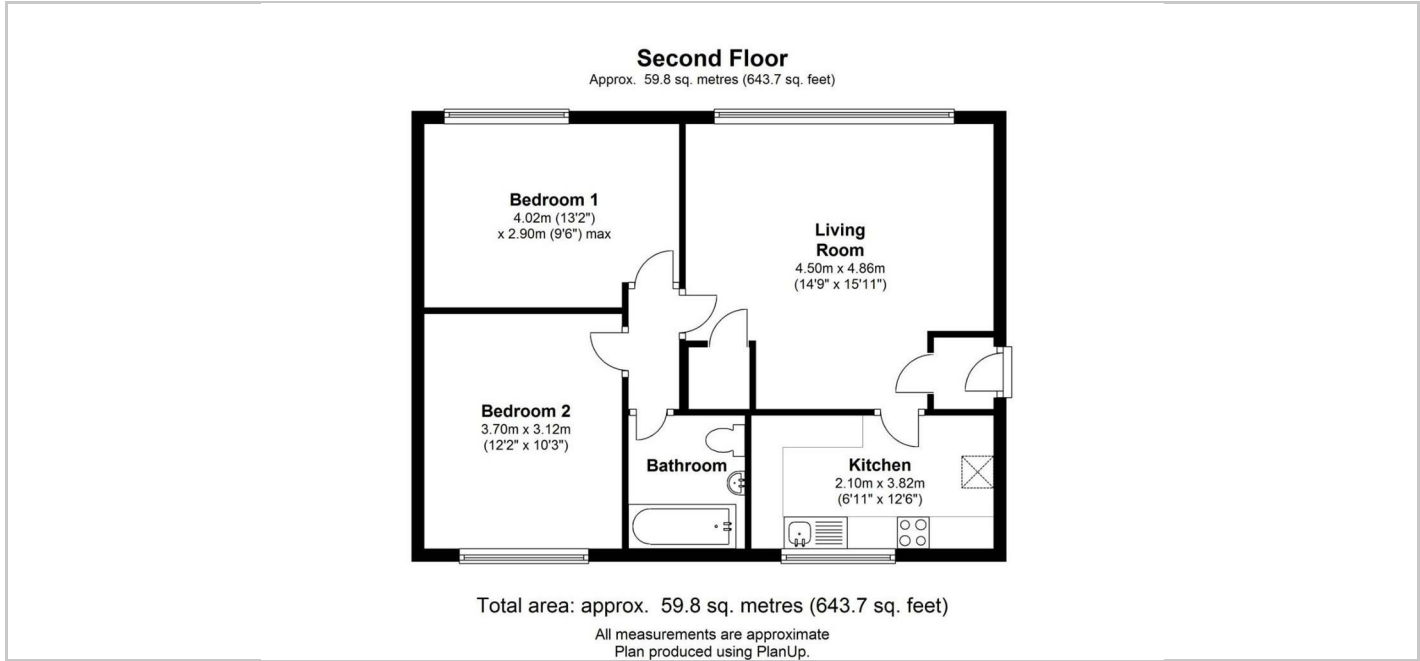 Second Floor
Approx. 59.8 sq. metres (643.7 sq. feet)
Bedroom 1
4.02m (13'2")
x 2.90m (9'6") max
Living
Room
4.50m x 4.86m
(14'9" x 15'11")
Bedroom 2
3.70m x 3.12m
(12'2" x 10'3")
Bathroom
Kitchen
2.10m x 3.82m
(6'11" x 12'6")
Total area: approx. 59.8 sq. metres (643.7 sq. feet)
All measurements are approximate
Plan produced using PlanUp.